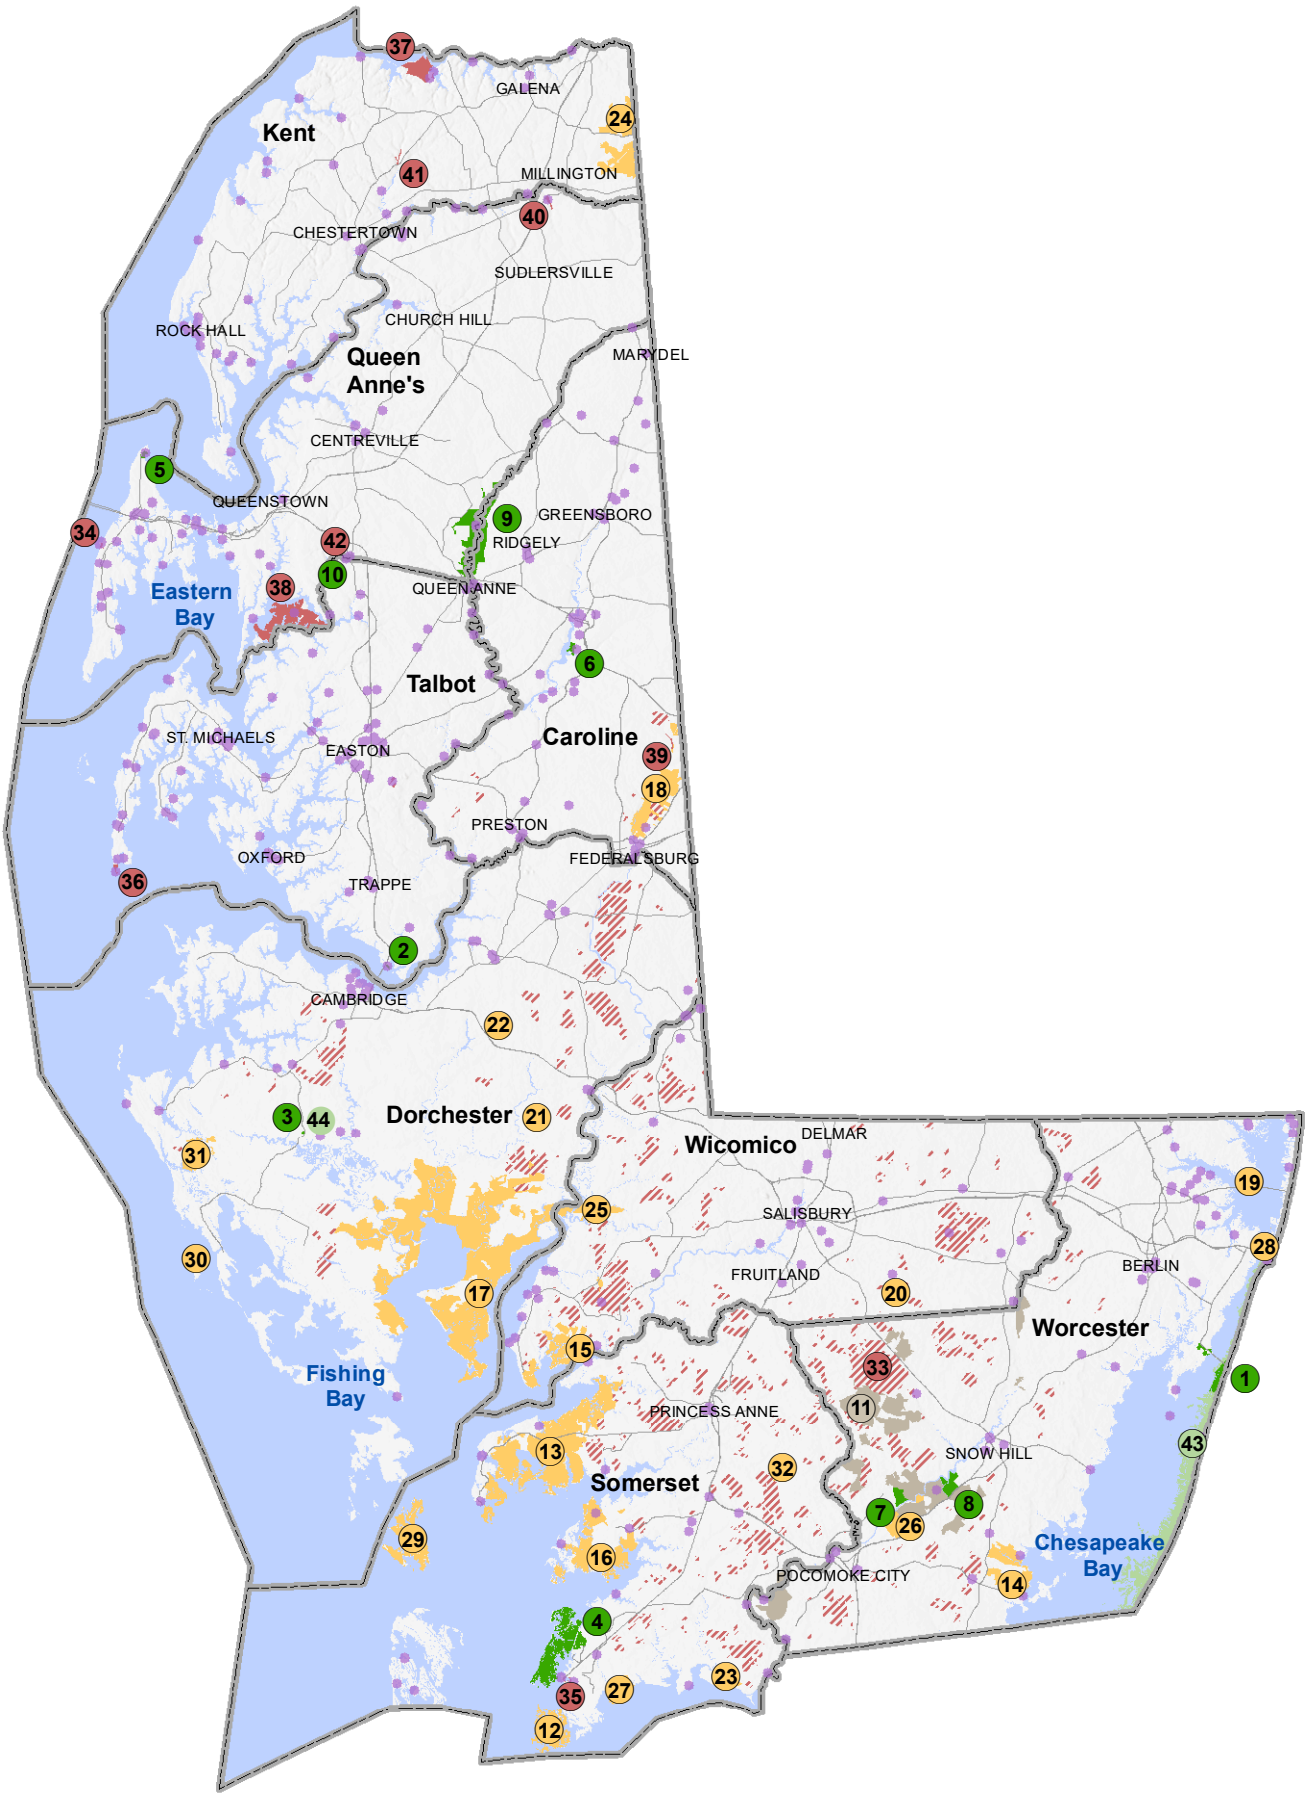 37
GALENA
24
Kent
41
MILLINGTON
40
CHESTERTOWN
SUDLERSVILLE
CHURCH HILL
ROCK HALL
MARYDEL
Queen
Anne's
CENTREVILLE
5
QUEENSTOWN
9
GREENSBORO
34
42
RIDGELY
10
38
QUEEN ANNE
Eastern
Bay
6
Talbot
ST. MICHAELS
Caroline
EASTON
39
18
PRESTON
OXFORD
FEDERALSBURG
36
TRAPPE
2
CAMBRIDGE
22
3
44
Dorchester
21
Wicomico
DELMAR
31
19
25
SALISBURY
28
30
BERLIN
FRUITLAND
17
20
Worcester
15
33
Fishing
Bay
1
11
PRINCESS ANNE
43
13
SNOW HILL
32
Somerset
7
8
26
29
Chesapeake
Bay
16
POCOMOKE CITY
14
4
23
27
35
12